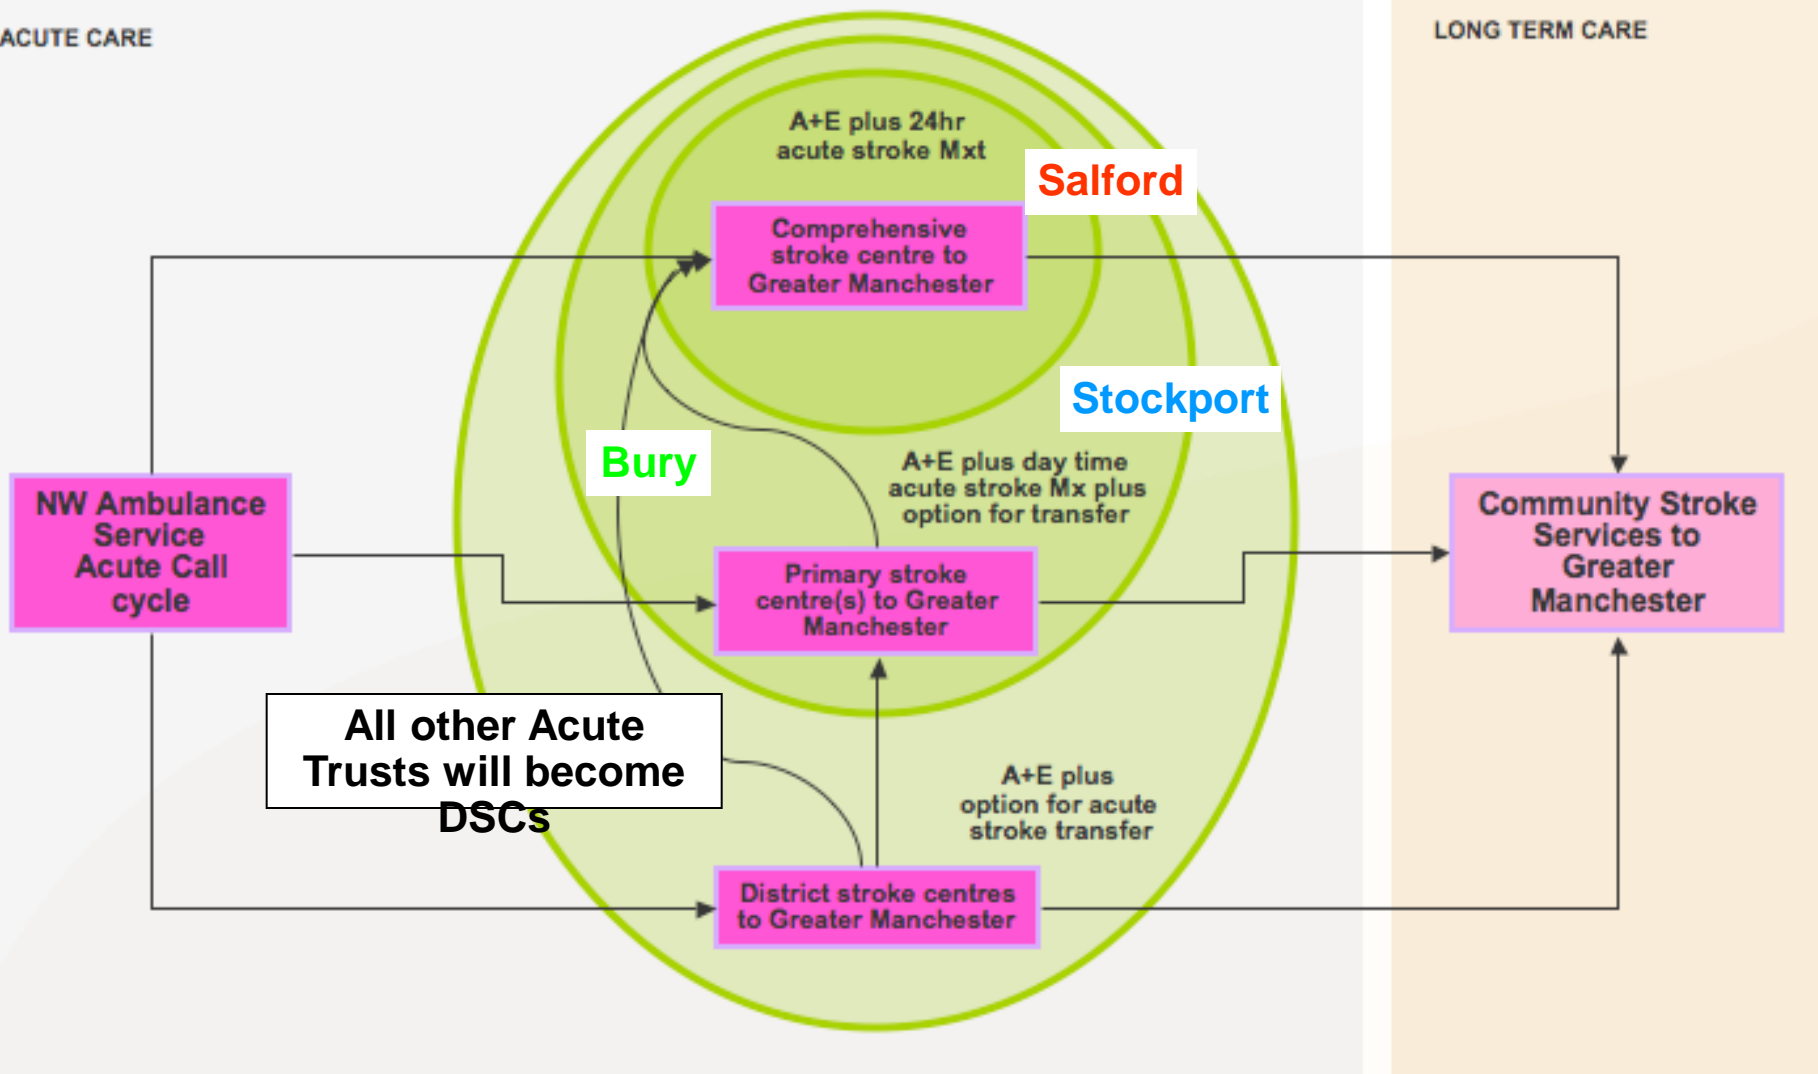 ACUTE CARE
LONG TERM CARE
A+E plus 24hr
acute stroke Mxt
Salford
Comprehensive
stroke centre to
Greater Manchester
Stockport
Bury
A+E plus day time
acute stroke Mx plus
option for transfer
NW Ambulance
Service
Acute Call
cycle
Community Stroke
Services to
Greater
Manchester
Primary stroke
centre(s) to Greater
Manchester
All other Acute
Trusts will become
DSCs
A+E plus
option for acute
stroke transfer
District stroke centres
to Greater Manchester